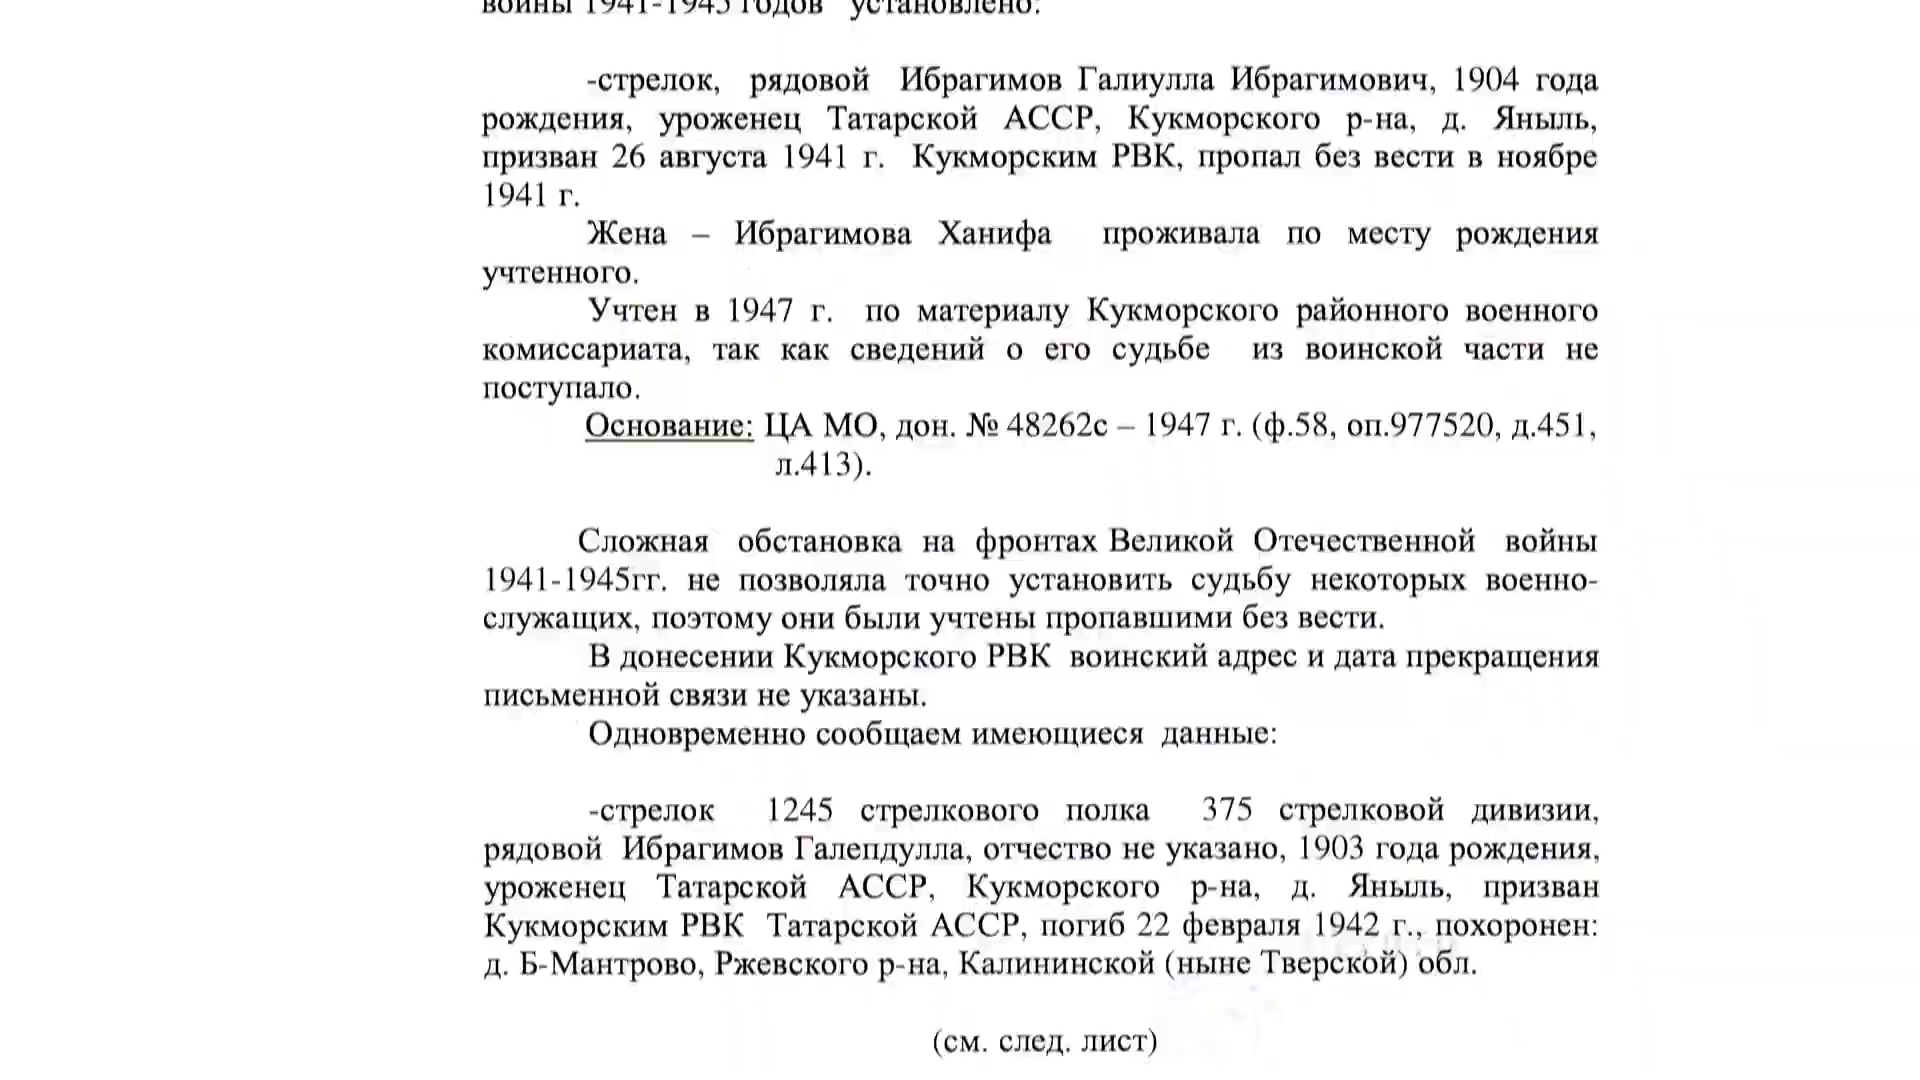 войны 1941-1945 годов установлено:
-стрелок, рядовой Ибрагимов Галиулла Ибрагимович, 1904 года
рождения, уроженец Татарской АССР, Кукморского р-на, д. Яныль,
призван 26 августа 1941 г. Кукморским РВК, пропал без вести в ноябре
1941 г.
Жена – Ибрагимова Ханифа проживала по месту рождения
учтенного.
Учтен в 1947 г. по материалу Кукморского районного военного
комиссариата, так как сведений о его судьбе из воинской части не
поступало.
Основание: ЦА МО, дон. № 48262с – 1947 г. (ф.58, оп.977520, д.451,
л.413).
Сложная обстановка на фронтах Великой Отечественной войны
1941-1945гг. не позволяла точно установить судьбу некоторых военно-
служащих, поэтому они были учтены пропавшими без вести.
В донесении Кукморского РВК воинский адрес и дата прекращения
письменной связи не указаны.
Одновременно сообщаем имеющиеся данные:
-стрелок 1245 стрелкового полка 375 стрелковой дивизии,
рядовой Ибрагимов Галепдулла, отчество не указано, 1903 года рождения,
уроженец Татарской АССР, Кукморского р-на, д. Яныль, призван
Кукморским РВК Татарской АССР, погиб 22 февраля 1942 г., похоронен:
д. Б-Мантрово, Ржевского р-на, Калининской (ныне Тверской) обл.
(см. след. лист)